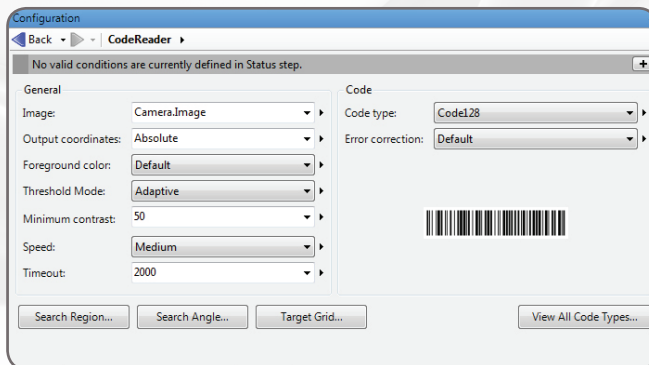 Configuration
Back CodeReader
No valid conditions are currently defined in Status step.
General
Image: Camera.Image
Output coordinates: Absolute
Foreground color: Default
Threshold Mode: Adaptive
Minimum contrast: 50
Speed: Medium
Timeout: 2000
Code
Code type: Code128
Error correction: Default
Search Region... Search Angle... Target Grid... View All Code Types...